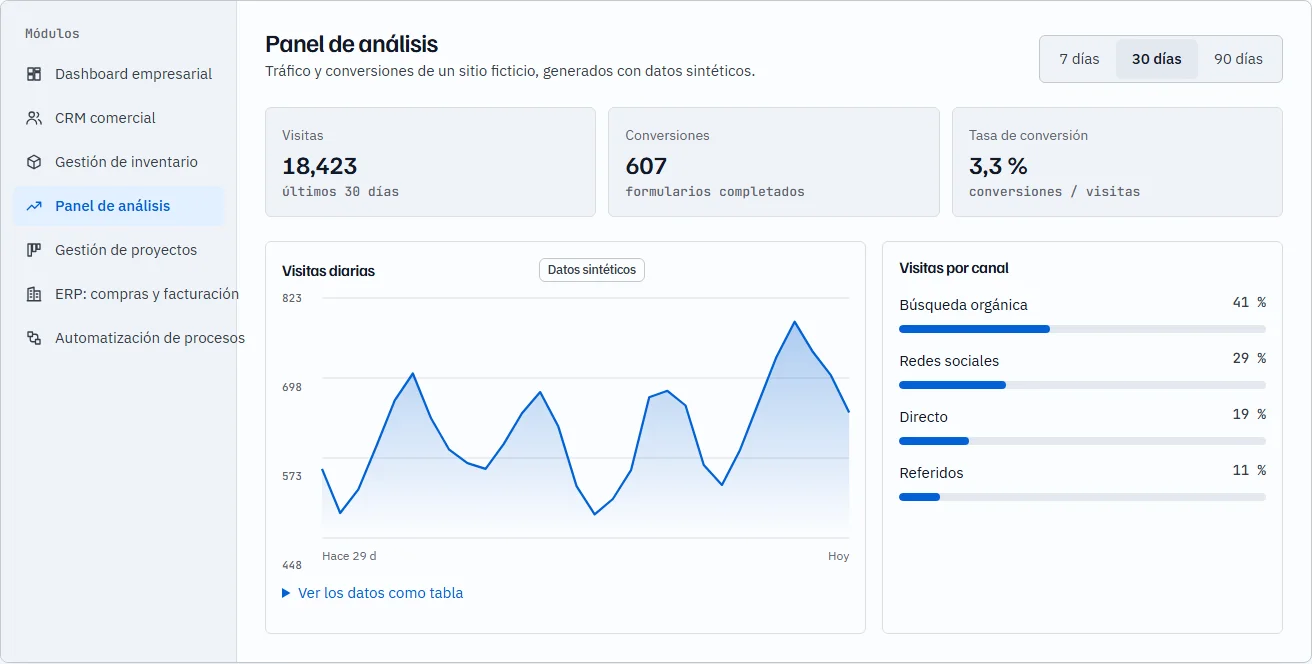 Módulos
Dashboard empresarial
CRM comercial
Gestión de inventario
Panel de análisis
Gestión de proyectos
ERP: compras y facturación
Automatización de procesos
Panel de análisis
Tráfico y conversiones de un sitio ficticio, generados con datos sintéticos.
7 días
30 días
90 días
Visitas
18,423
últimos 30 días
Conversiones
607
formularios completados
Tasa de conversión
3,3 %
conversiones / visitas
Visitas diarias
Datos sintéticos
823
698
573
448
Hace 29 d
Hoy
Ver los datos como tabla
Visitas por canal
Búsqueda orgánica 41 %
Redes sociales 29 %
Directo 19 %
Referidos 11 %